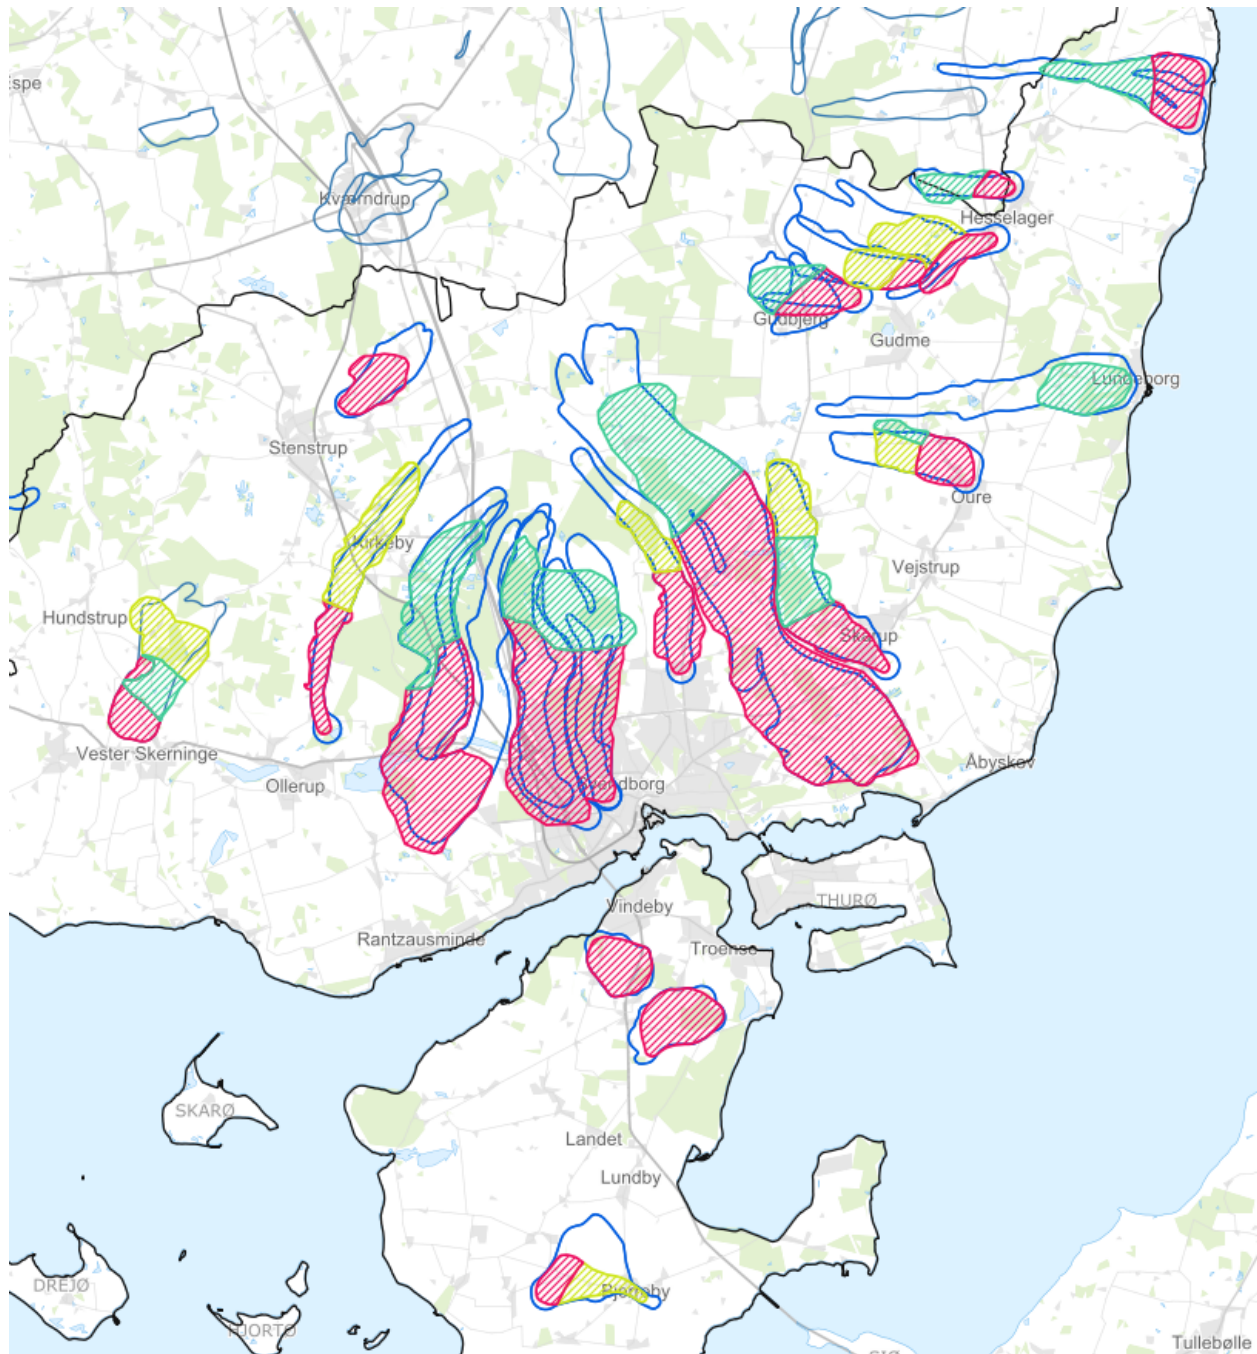 Espe
Kværndrup
Hesselager
Gudbjerg
Gudme
Lundeborg
Stenstrup
Oure
Kirkeby
Vejstrup
Hundstrup
Skårup
Vester Skerninge
Ollerup
Svendborg
Åbyskov
Vindeby
THURØ
Rantzausminde
Troense
SKARØ
Landet
Lundby
DREJØ
Bjerreby
HJORTØ
Tullebølle